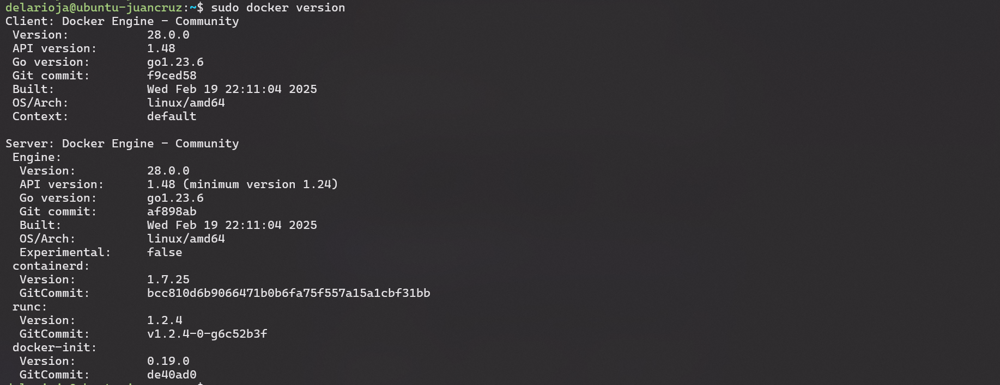 delarioja@ubuntu-juancruz:~$ sudo docker version
Client: Docker Engine - Community
 Version:           28.0.0
 API version:       1.48
 Go version:        go1.23.6
 Git commit:        f9ced58
 Built:             Wed Feb 19 22:11:04 2025
 OS/Arch:           linux/amd64
 Context:           default

Server: Docker Engine - Community
 Engine:
  Version:          28.0.0
  API version:      1.48 (minimum version 1.24)
  Go version:       go1.23.6
  Git commit:       af898ab
  Built:            Wed Feb 19 22:11:04 2025
  OS/Arch:          linux/amd64
  Experimental:     false
 containerd:
  Version:          1.7.25
  GitCommit:        bcc810d6b9066471b0b6fa75f557a15a1cbf31bb
 runc:
  Version:          1.2.4
  GitCommit:        v1.2.4-0-g6c52b3f
 docker-init:
  Version:          0.19.0
  GitCommit:        de40ad0